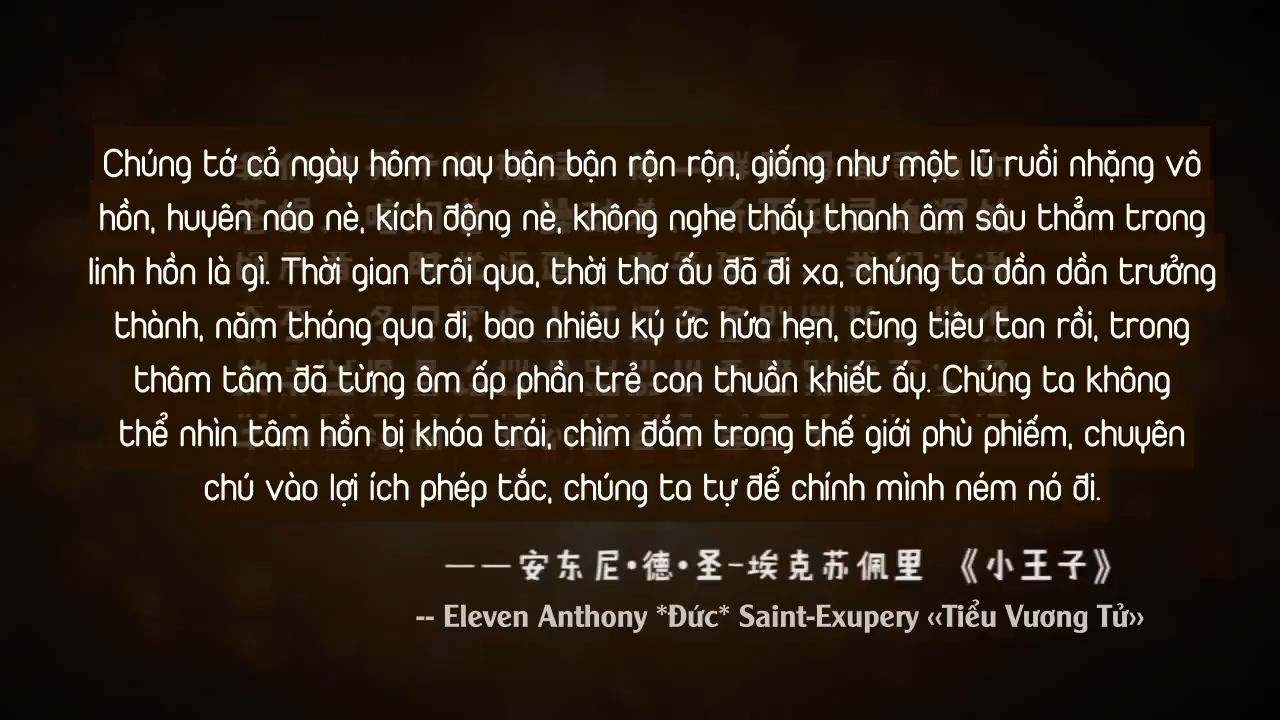 Chúng tớ cả ngày hôm nay bận bận rộn rộn, giống như một lũ ruồi nhặng vô
hồn, huyên náo nè, kích động nè, không nghe thấy thanh âm sâu thẳm trong
linh hồn là gì. Thời gian trôi qua, thời thơ ấu đã đi xa, chúng ta dần dần trưởng
thành, năm tháng qua đi, bao nhiêu ký ức hứa hẹn, cũng tiêu tan rồi, trong
thâm tâm đã từng ôm ấp phần trẻ con thuần khiết ấy. Chúng ta không
thể nhìn tâm hồn bị khóa trái, chìm đắm trong thế giới phù phiếm, chuyên
chú vào lợi ích phép tắc, chúng ta tự để chính mình ném nó đi.
——安东尼•德•圣-埃克苏佩里 《小王子》
-- Eleven Anthony *Đức* Saint-Exupery «Tiểu Vương Tử»